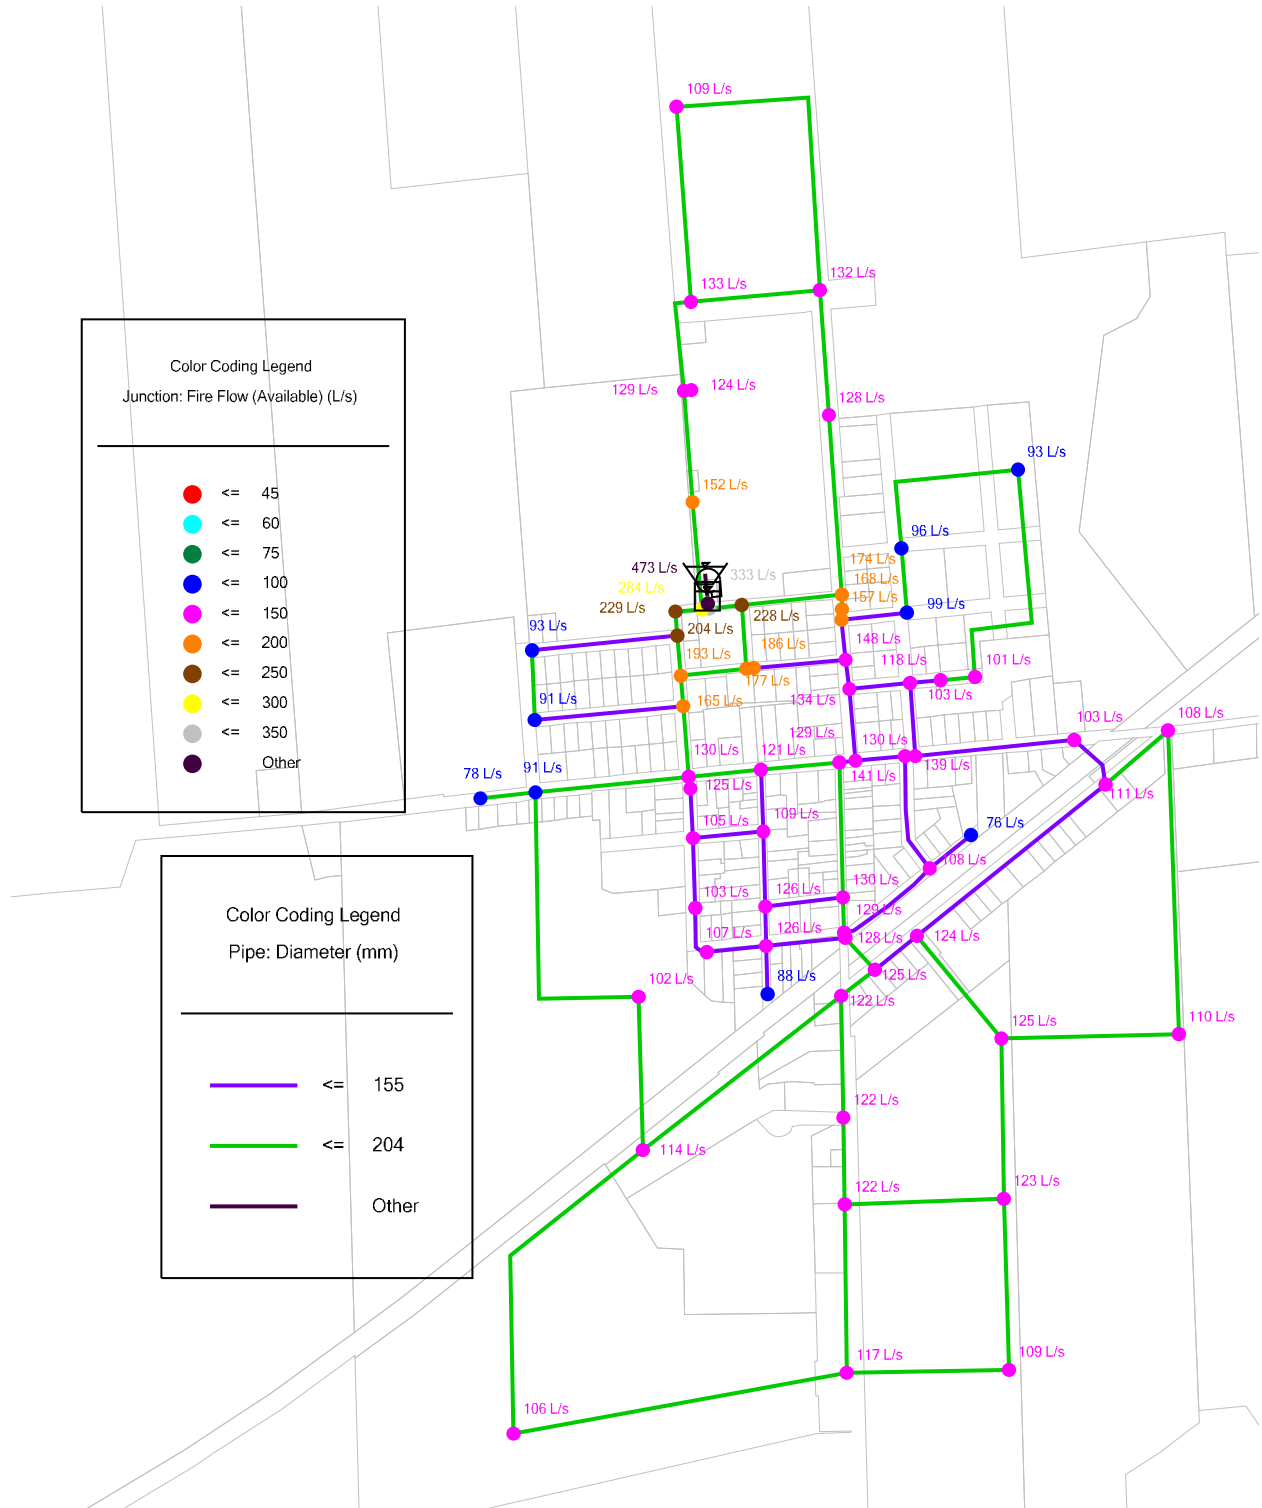 109 L/s
133 L/s
132 L/s
129 L/s
124 L/s
128 L/s
Color Coding Legend
Junction: Fire Flow (Available) (L/s)
<= 45
<= 60
<= 75
<= 100
<= 150
<= 200
<= 250
<= 300
<= 350
Other
93 L/s
152 L/s
96 L/s
174 L/s
473 L/s
333 L/s
168 L/s
284 L/s
157 L/s
229 L/s
228 L/s
99 L/s
93 L/s
204 L/s
186 L/s
148 L/s
193 L/s
118 L/s
101 L/s
177 L/s
103 L/s
91 L/s
165 L/s
134 L/s
108 L/s
103 L/s
129 L/s
130 L/s
121 L/s
130 L/s
78 L/s
91 L/s
141 L/s
139 L/s
125 L/s
111 L/s
105 L/s
109 L/s
76 L/s
108 L/s
103 L/s
126 L/s
130 L/s
129 L/s
107 L/s
126 L/s
128 L/s
124 L/s
102 L/s
88 L/s
125 L/s
122 L/s
125 L/s
110 L/s
122 L/s
114 L/s
122 L/s
123 L/s
117 L/s
109 L/s
106 L/s
Color Coding Legend
Pipe: Diameter (mm)
<= 155
<= 204
Other